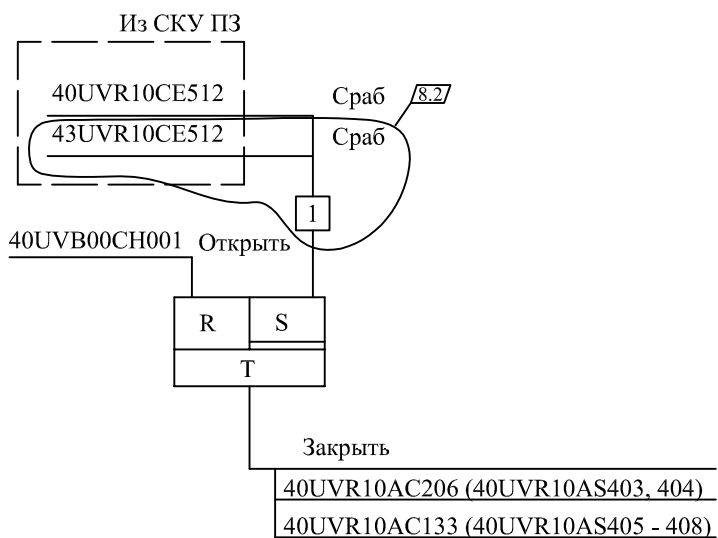 Из СКУ ПЗ
40UVR10CE512 Сраб 8.2
43UVR10CE512 Сраб
1
40UVB00CH001 Открыть
R S
T
Закрыть
40UVR10AC206 (40UVR10AS403, 404)
40UVR10AC133 (40UVR10AS405 - 408)